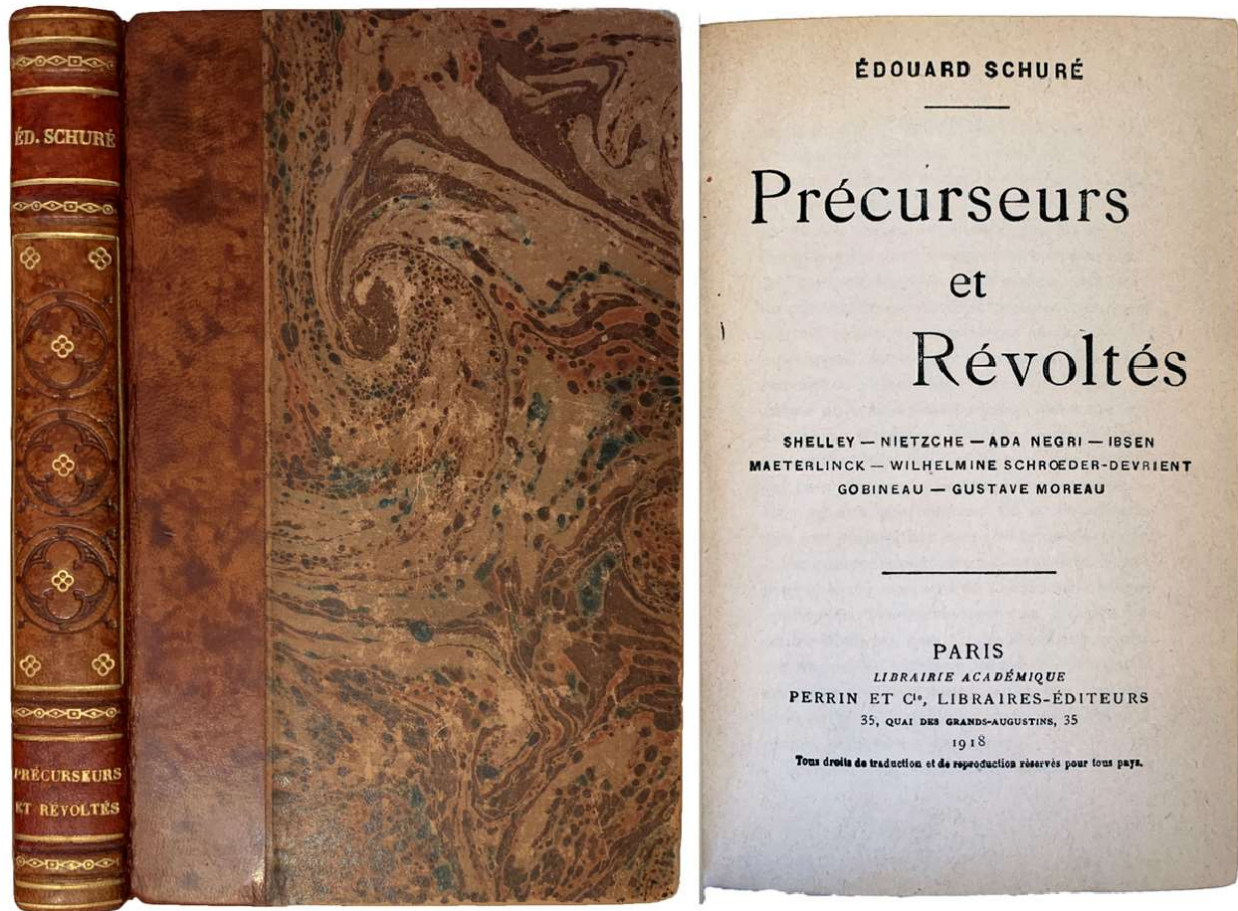 ÉD. SCHURÉ
PRÉCURSEURS
ET RÉVOLTÉS
ÉDOUARD SCHURÉ
Précurseurs
et
Révoltés
SHELLEY — NIETZCHE — ADA NEGRI — IBSEN
MAETERLINCK — WILHELMINE SCHRŒDER-DEVRIENT
GOBINEAU — GUSTAVE MOREAU
PARIS
LIBRAIRIE ACADÉMIQUE
PERRIN ET Cie, LIBRAIRES-ÉDITEURS
35, QUAI DES GRANDS-AUGUSTINS, 35
1918
Tous droits de traduction et de reproduction réservés pour tous pays.